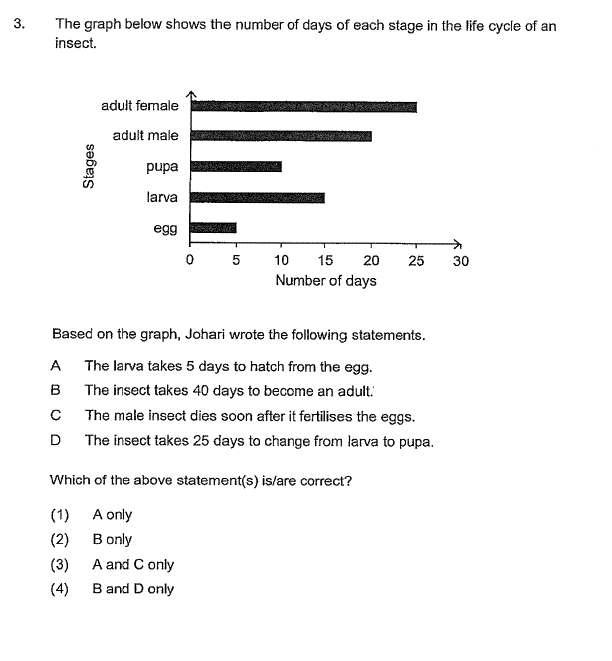 3. The graph below shows the number of days of each stage in the life cycle of an
insect.
adult female
adult male
pupa
larva
egg
Stages
0 5 10 15 20 25 30
Number of days
Based on the graph, Johari wrote the following statements.
A The larva takes 5 days to hatch from the egg.
B The insect takes 40 days to become an adult.
C The male insect dies soon after it fertilises the eggs.
D The insect takes 25 days to change from larva to pupa.
Which of the above statement(s) is/are correct?
(1) A only
(2) B only
(3) A and C only
(4) B and D only